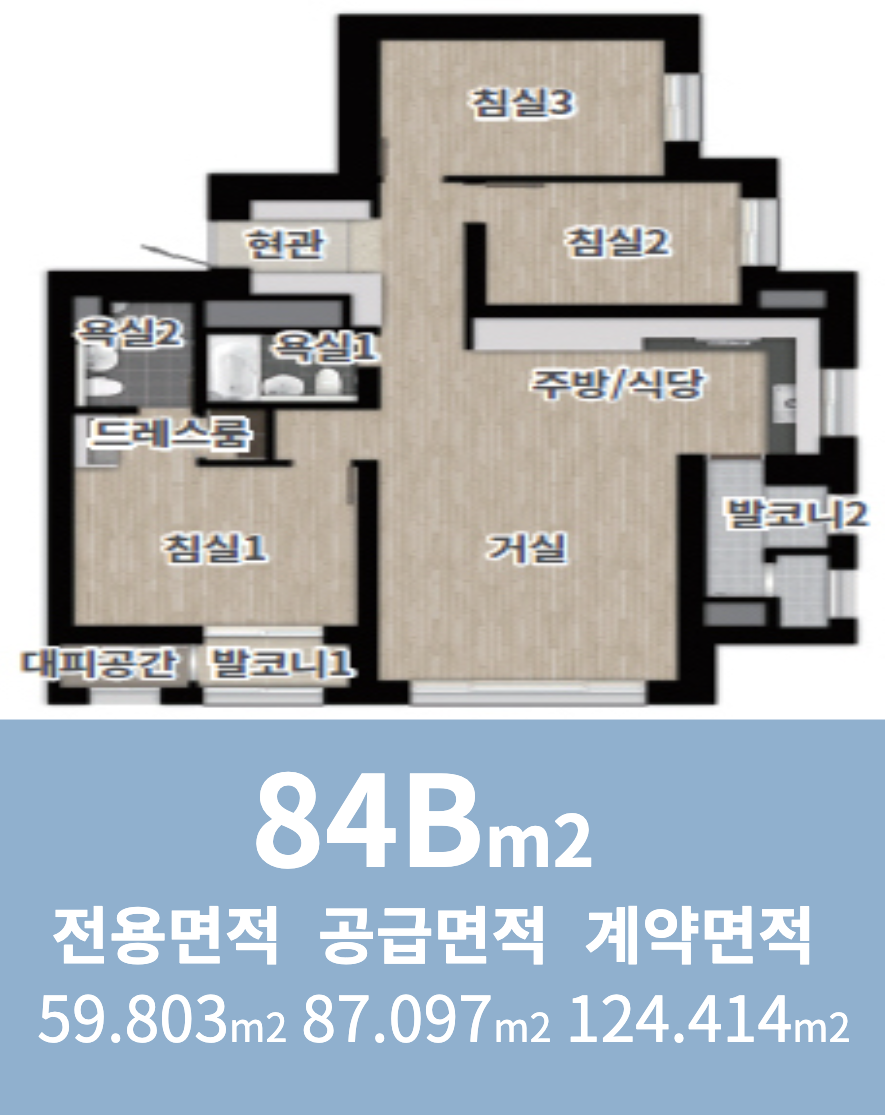 침실3
현관
침실2
욕실2
욕실1
주방/식당
드레스룸
발코니2
침실1
거실
대피공간
발코니1
84Bm2
전용면적 공급면적 계약면적
59.803m2 87.097m2 124.414m2